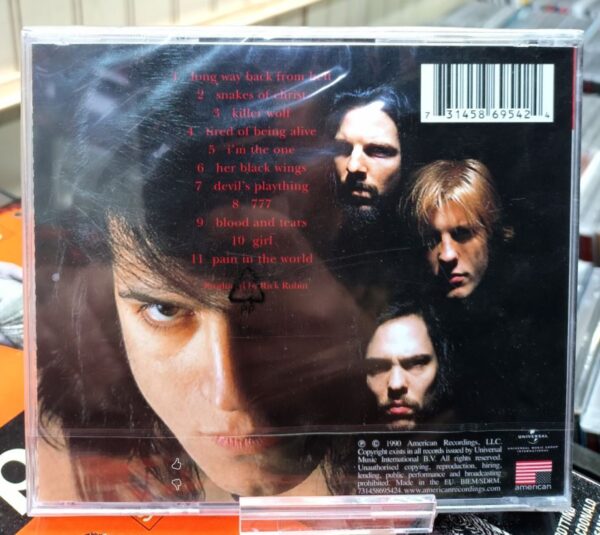 1 long way back from hell
2 snakes of christ
3 killer wolf
4 tired of being alive
5 i'm the one
6 her black wings
7 devil's plaything
8 777
9 blood and tears
10 girl
11 pain in the world
Produced by Rick Rubin
7 31458 69542 4
℗ © 1990 American Recordings, LLC.
Copyright exists in all records issued by Universal
Music International B.V. All rights reserved.
Unauthorised copying, reproduction, hiring,
lending, public performance and broadcasting
prohibited. Made in the EU BIEM/SDRM.
731458695424 www.americanrecordings.com
UNIVERSAL
UNIVERSAL MUSIC GROUP
INTERNATIONAL
american